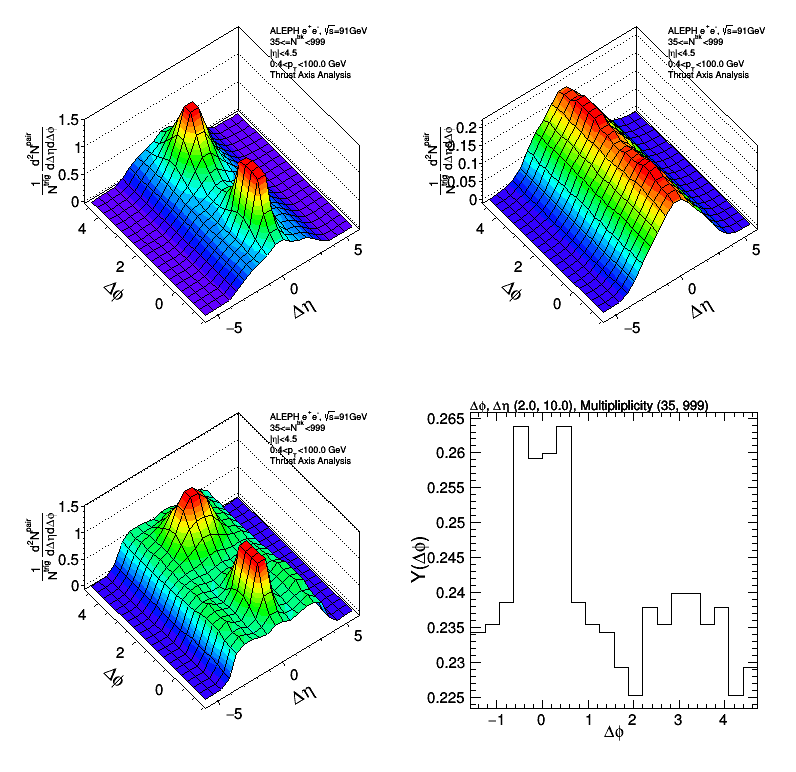 ALEPH e⁺e⁻, √s=91GeV
35<=N^trk<999
|η|<4.5
0.4<p_T<100.0 GeV
Thrust Axis Analysis
1/N^trig d²N^pair/dΔηdΔϕ
1.5
1
0.5
0
4
2
0
Δϕ
−5
0
5
Δη
ALEPH e⁺e⁻, √s=91GeV
35<=N^trk<999
|η|<4.5
0.4<p_T<100.0 GeV
Thrust Axis Analysis
1/N^trig d²N^pair/dΔηdΔϕ
0.2
0.15
0.1
0.05
0
4
2
0
Δϕ
−5
0
5
Δη
ALEPH e⁺e⁻, √s=91GeV
35<=N^trk<999
|η|<4.5
0.4<p_T<100.0 GeV
Thrust Axis Analysis
1/N^trig d²N^pair/dΔηdΔϕ
1.5
1
0.5
0
4
2
0
Δϕ
−5
0
5
Δη
Δϕ, Δη (2.0, 10.0), Multipliplicity (35, 999)
Y(Δϕ)
0.265
0.26
0.255
0.25
0.245
0.24
0.235
0.23
0.225
−1 0 1 2 3 4
Δϕ